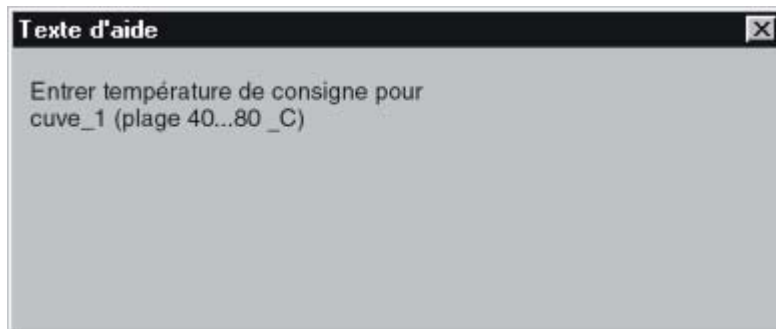 Texte d'aide
Entrer température de consigne pour
cuve_1 (plage 40...80 _C)